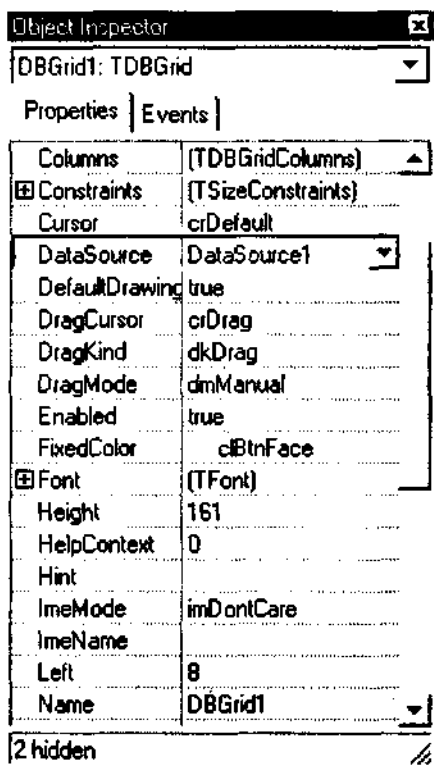 Object Inspector
DBGrid1: TDBGrid
Properties Events
Columns (TDBGridColumns)
Constraints (TSizeConstraints)
Cursor crDefault
DataSource DataSource1
DefaultDrawing true
DragCursor crDrag
DragKind dkDrag
DragMode dmManual
Enabled true
FixedColor clBtnFace
Font (TFont)
Height 161
HelpContext 0
Hint
ImeMode imDontCare
ImeName
Left 8
Name DBGrid1
2 hidden